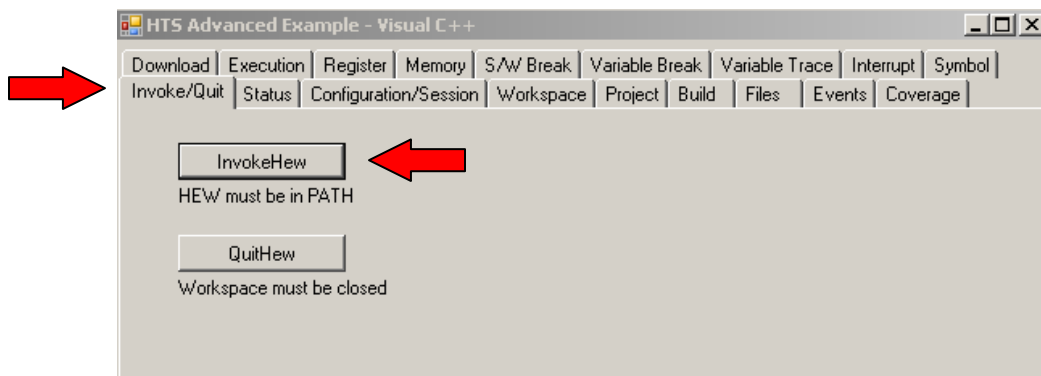 HTS Advanced Example - Visual C++
Download Execution Register Memory S/W Break Variable Break Variable Trace Interrupt Symbol
Invoke/Quit Status Configuration/Session Workspace Project Build Files Events Coverage
InvokeHew
HEW must be in PATH
QuitHew
Workspace must be closed